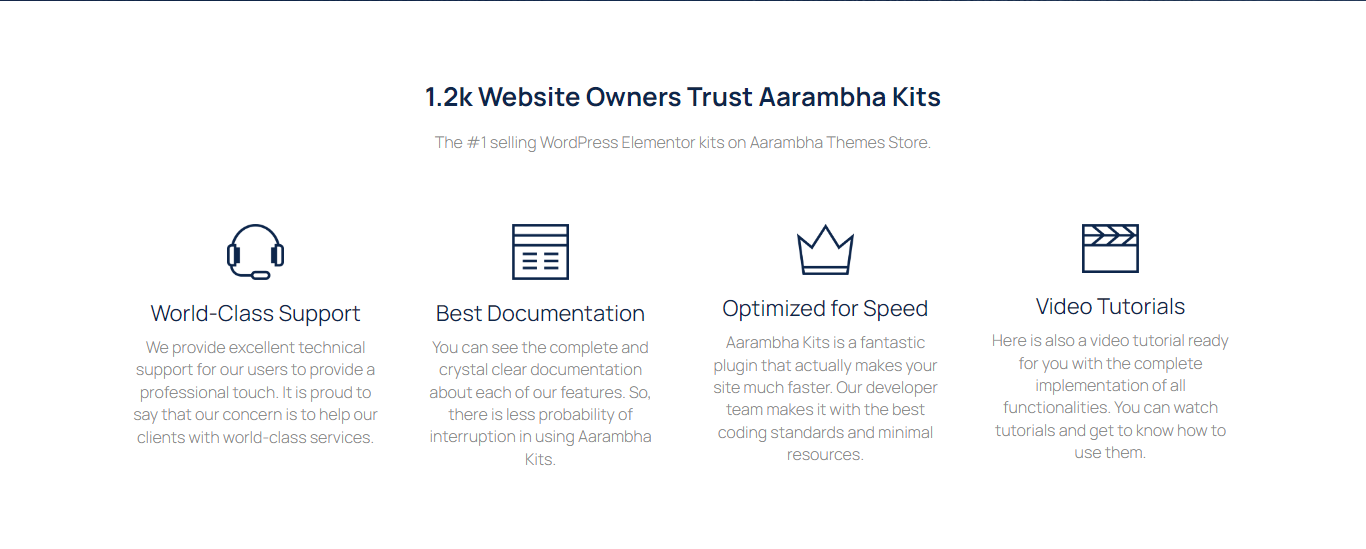 1.2k Website Owners Trust Aarambha Kits
The #1 selling WordPress Elementor kits on Aarambha Themes Store.
World-Class Support
We provide excellent technical
support for our users to provide a
professional touch. It is proud to
say that our concern is to help our
clients with world-class services.
Best Documentation
You can see the complete and
crystal clear documentation
about each of our features. So,
there is less probability of
interruption in using Aarambha
Kits.
Optimized for Speed
Aarambha Kits is a fantastic
plugin that actually makes your
site much faster. Our developer
team makes it with the best
coding standards and minimal
resources.
Video Tutorials
Here is also a video tutorial ready
for you with the complete
implementation of all
functionalities. You can watch
tutorials and get to know how to
use them.